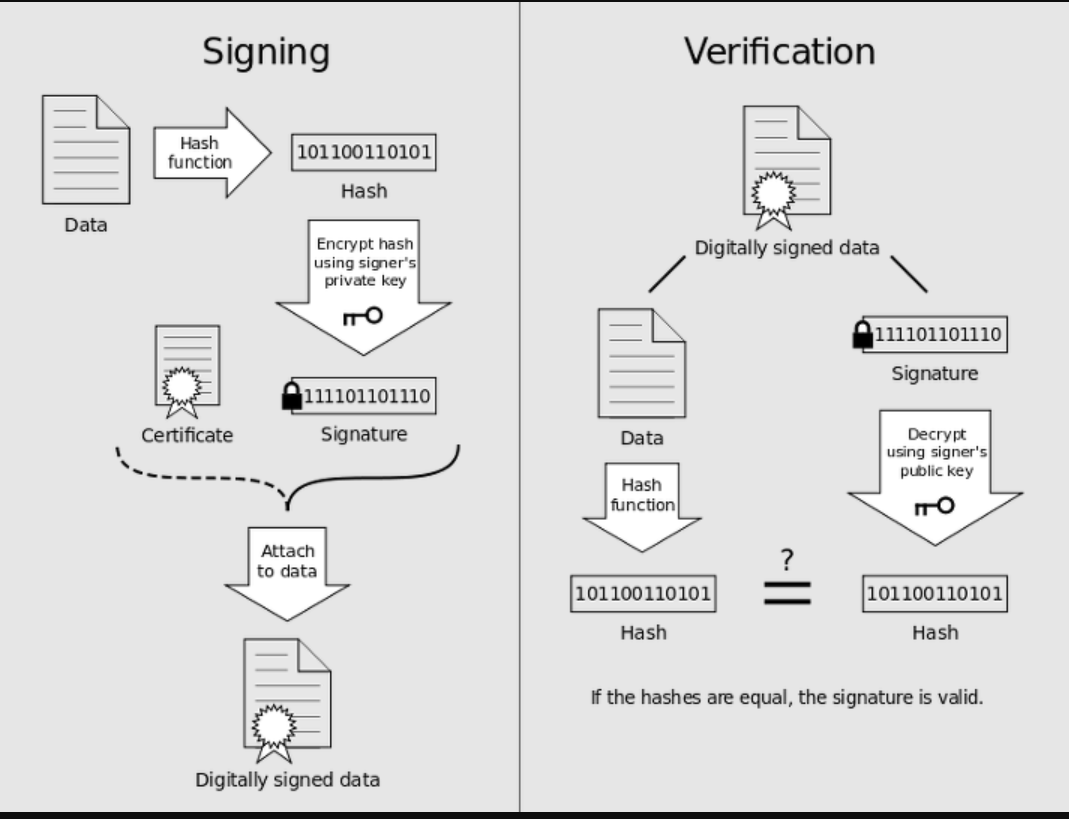 Signing
Hash
function
101100110101
Hash
Data
Encrypt hash
using signer's
private key
111101101110
Certificate
Signature
Attach
to data
Digitally signed data
Verification
Digitally signed data
111101101110
Signature
Data
Decrypt
using signer's
public key
Hash
function
?
101100110101
101100110101
Hash
Hash
If the hashes are equal, the signature is valid.